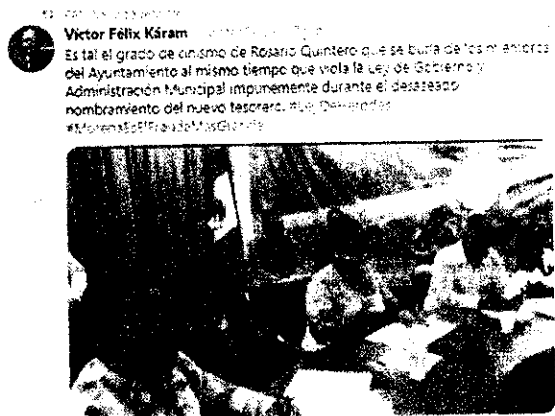 Víctor Félix Káram
Es tal el grado de cinismo de Rosario Quintero que se burla de los
del Ayuntamiento al mismo tiempo que viola la Ley de Gobierno y
Administración Municipal impunemente durante el desaseado
nombramiento del nuevo tesorero.
#MorenaEsElFraudeMasGrande